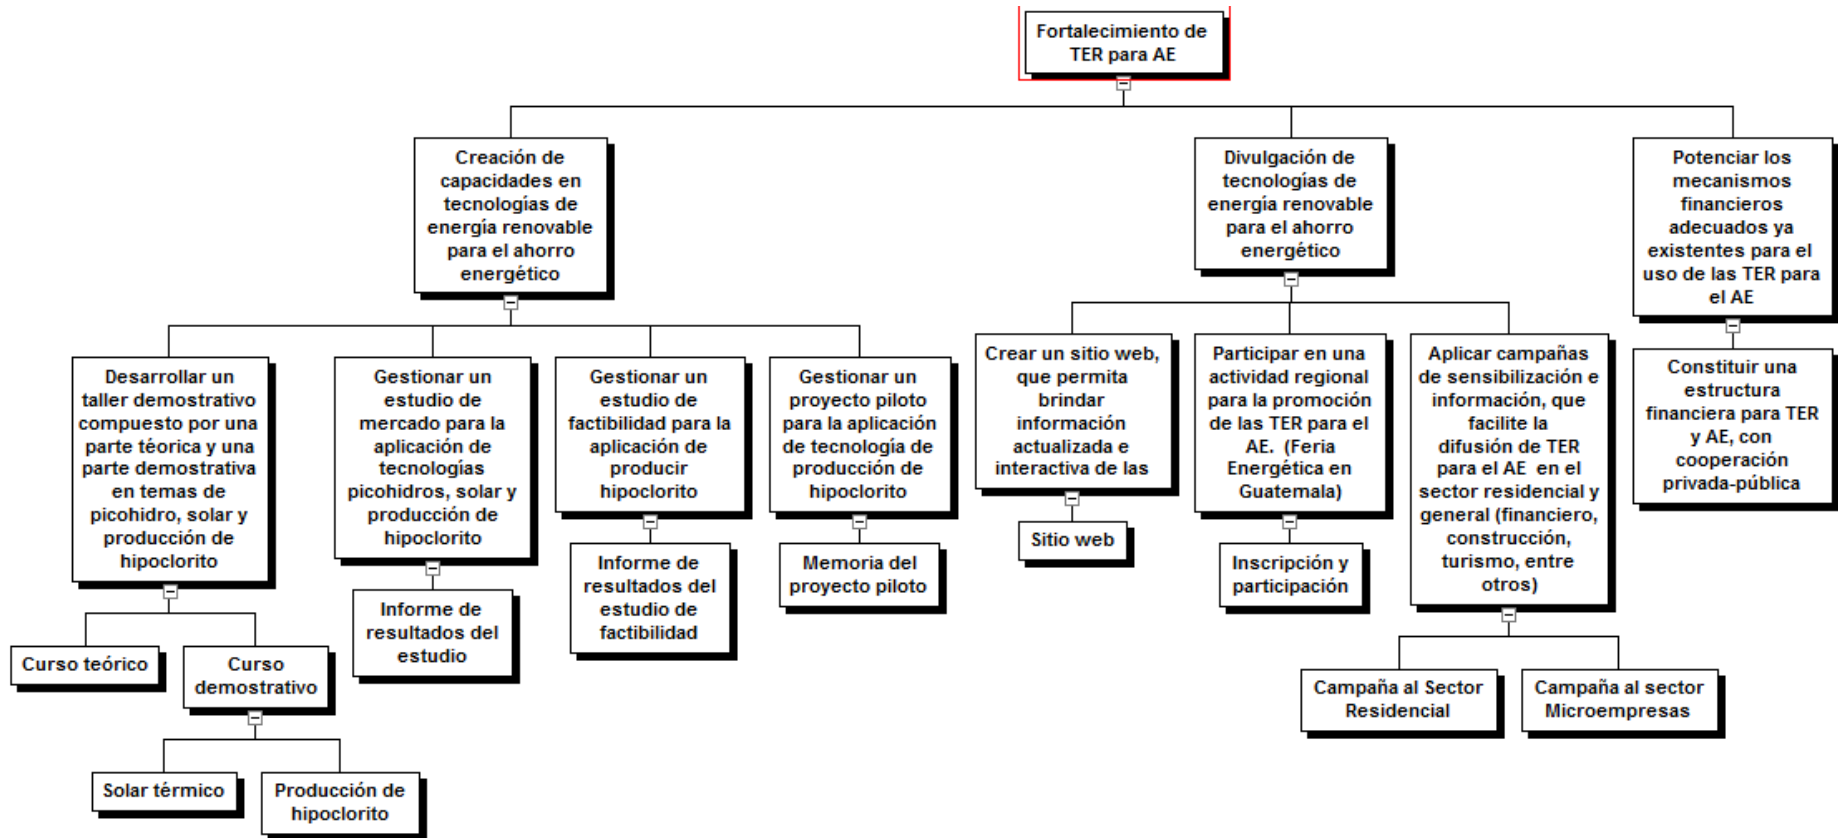 Fortalecimiento de
TER para AE
Creación de
capacidades en
tecnologías de
energía renovable
para el ahorro
energético
Divulgación de
tecnologías de
energía renovable
para el ahorro
energético
Potenciar los
mecanismos
financieros
adecuados ya
existentes para el
uso de las TER para
el AE
Desarrollar un
taller demostrativo
compuesto por una
parte téorica y una
parte demostrativa
en temas de
picohidro, solar y
producción de
hipoclorito
Gestionar un
estudio de
mercado para la
aplicación de
tecnologías
picohidros, solar y
producción de
hipoclorito
Gestionar un
estudio de
factibilidad para la
aplicación de
producir
hipoclorito
Gestionar un
proyecto piloto
para la aplicación
de tecnología de
producción de
hipoclorito
Crear un sitio web,
que permita
brindar
información
actualizada e
interactiva de las
Participar en una
actividad regional
para la promoción
de las TER para el
AE. (Feria
Energética en
Guatemala)
Aplicar campañas
de sensibilización e
información, que
facilite la
difusión de TER
para el AE en el
sector residencial y
general (financiero,
construcción,
turismo, entre
otros)
Constituir una
estructura
financiera para TER
y AE, con
cooperación
privada-pública
Curso teórico
Curso
demostrativo
Informe de
resultados del
estudio
Informe de
resultados del
estudio de
factibilidad
Memoria del
proyecto piloto
Sitio web
Inscripción y
participación
Campaña al Sector
Residencial
Campaña al sector
Microempresas
Solar térmico
Producción de
hipoclorito